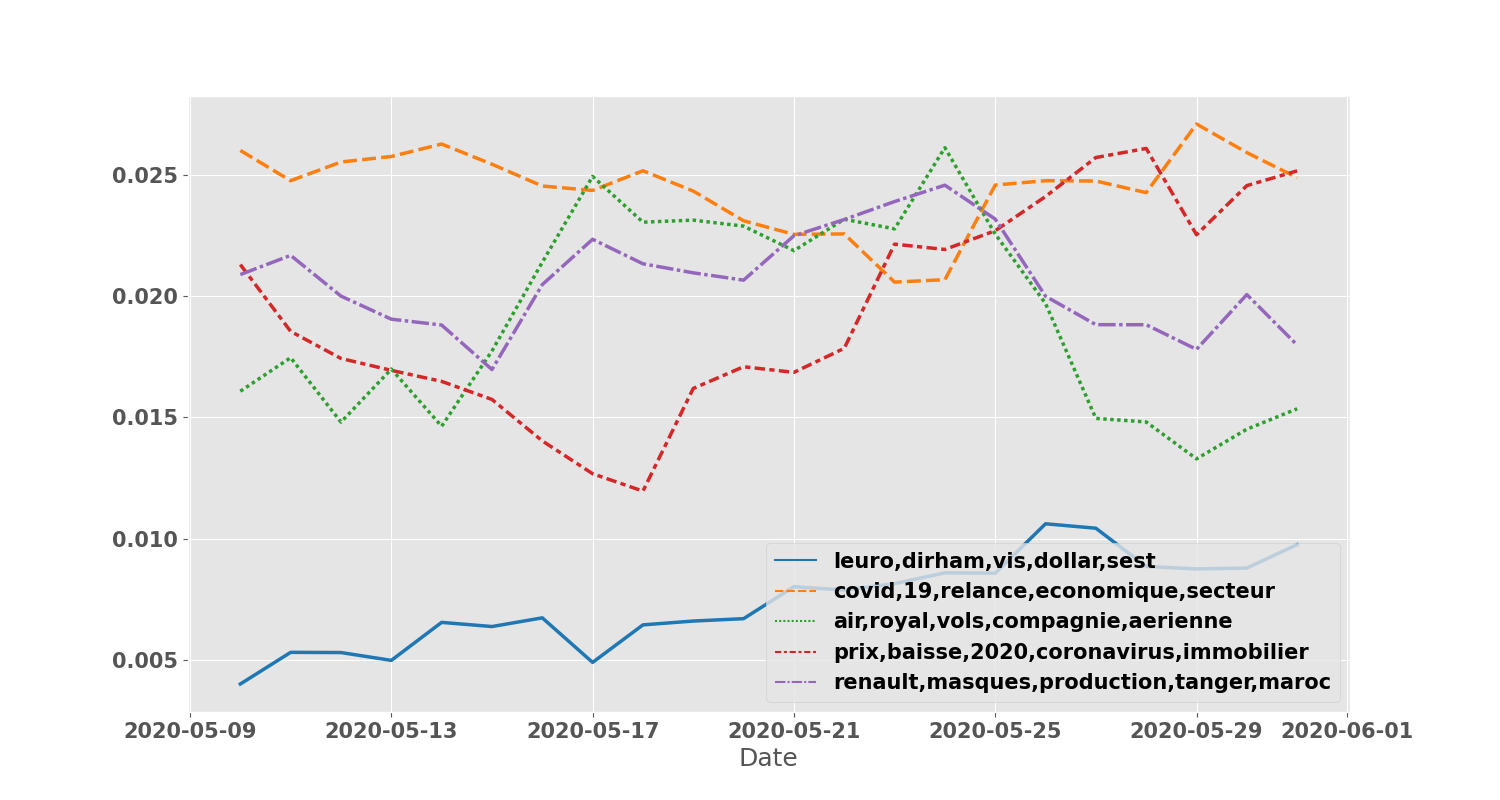 0.025
0.020
0.015
0.010
0.005
leuro,dirham,vis,dollar,sest
covid,19,relance,economique,secteur
air,royal,vols,compagnie,aerienne
prix,baisse,2020,coronavirus,immobilier
renault,masques,production,tanger,maroc
2020-05-09 2020-05-13 2020-05-17 2020-05-21 2020-05-25 2020-05-29 2020-06-01
Date